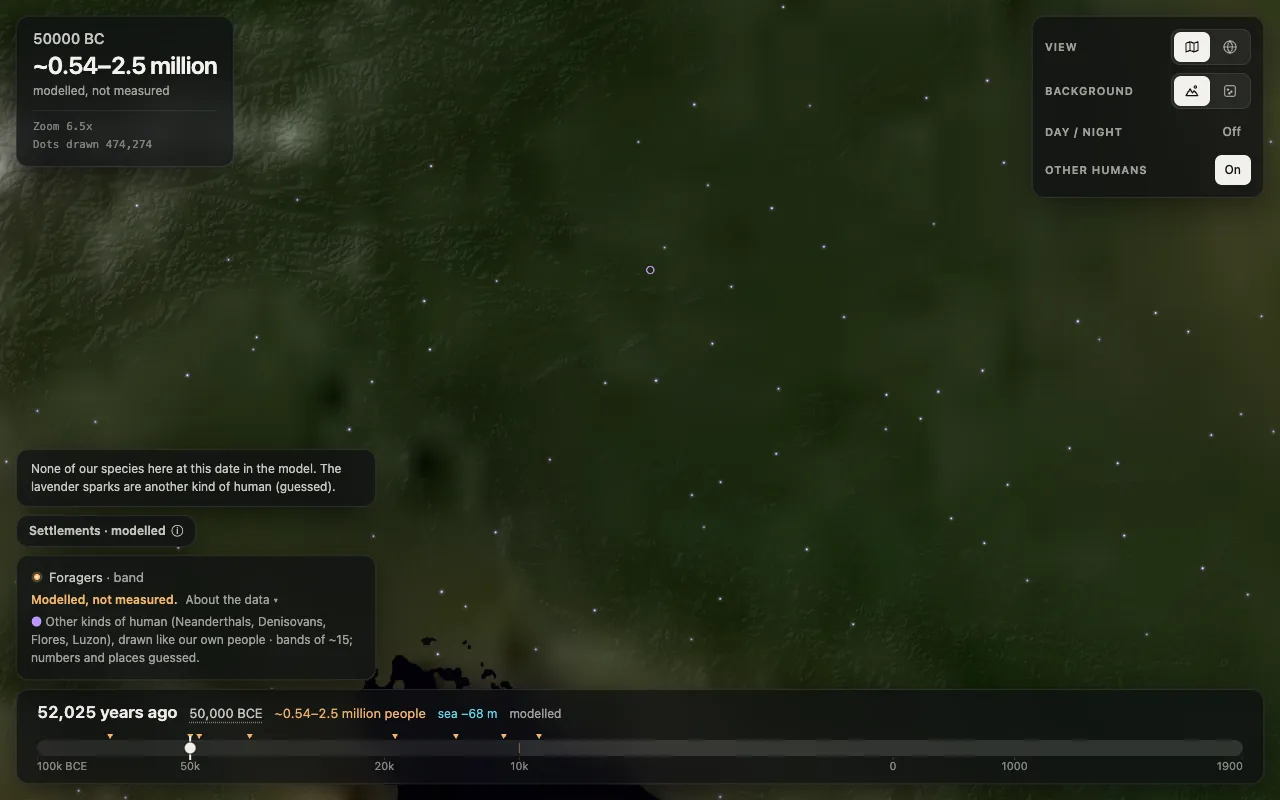 50000 BC
~0.54–2.5 million
modelled, not measured
Zoom 6.5x
Dots drawn 474,274
VIEW
BACKGROUND
DAY / NIGHT Off
OTHER HUMANS On
None of our species here at this date in the model. The
lavender sparks are another kind of human (guessed).
Settlements · modelled ⓘ
Foragers · band
Modelled, not measured. About the data ▾
Other kinds of human (Neanderthals, Denisovans,
Flores, Luzon), drawn like our own people · bands of ~15;
numbers and places guessed.
52,025 years ago 50,000 BCE ~0.54–2.5 million people sea −68 m modelled
100k BCE 50k 20k 10k 0 1000 1900